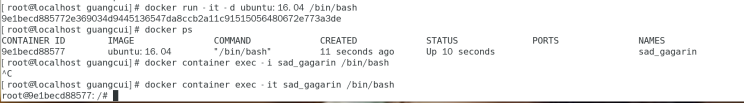 [root@localhost guangcui]# docker run -it -d ubuntu:16.04 /bin/bash
9e1becd885772e369034d9445136547da8ccb2a11c91515056480672e773a3de
[root@localhost guangcui]# docker ps
CONTAINER ID IMAGE COMMAND CREATED STATUS PORTS NAMES
9e1becd88577 ubuntu:16.04 "/bin/bash" 11 seconds ago Up 10 seconds sad_gagarin
[root@localhost guangcui]# docker container exec -i sad_gagarin /bin/bash
^C
[root@localhost guangcui]# docker container exec -it sad_gagarin /bin/bash
root@9e1becd88577:/#